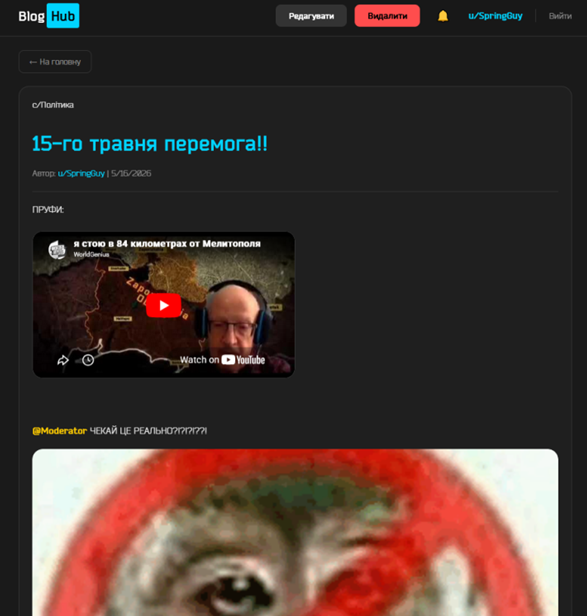 Blog Hub
Редагувати
Видалити
u/SpringGuy
Вийти
← На головну
c/Політика
15-го травня перемога!!
Автор: u/SpringGuy | 5/16/2026
ПРУФИ:
я стою в 84 километрах от Мелитополя
WorldGenius
Watch on YouTube
@Moderator ЧЕКАЙ ЦЕ РЕАЛЬНО?!?!?!??!